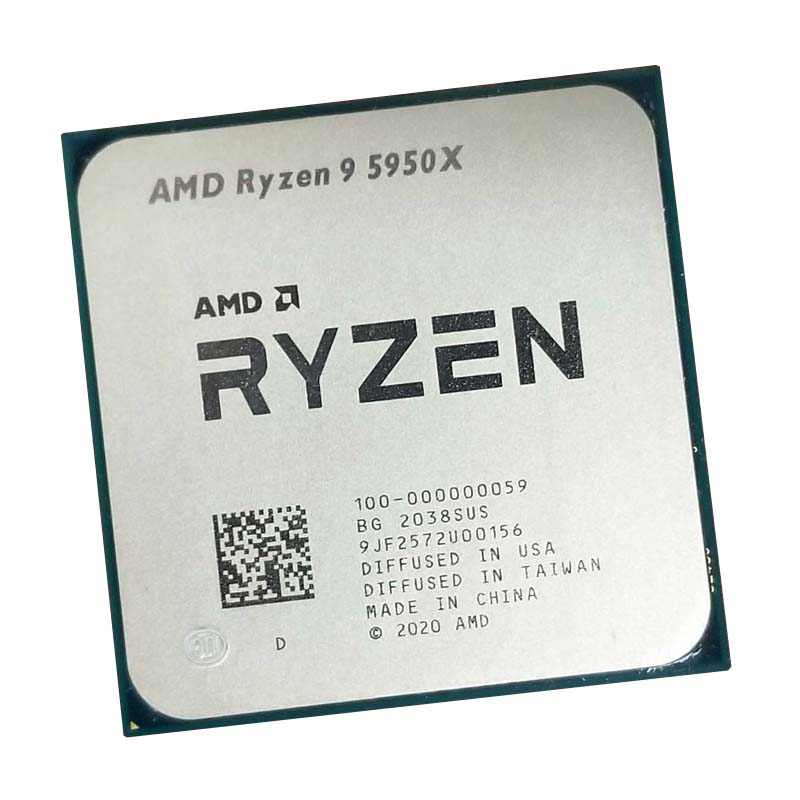 AMD Ryzen 9 5950X
AMD
RYZEN
100-000000059
BG 2038SUS
9JF2572U00156
DIFFUSED IN USA
DIFFUSED IN TAIWAN
MADE IN CHINA
© 2020 AMD
D